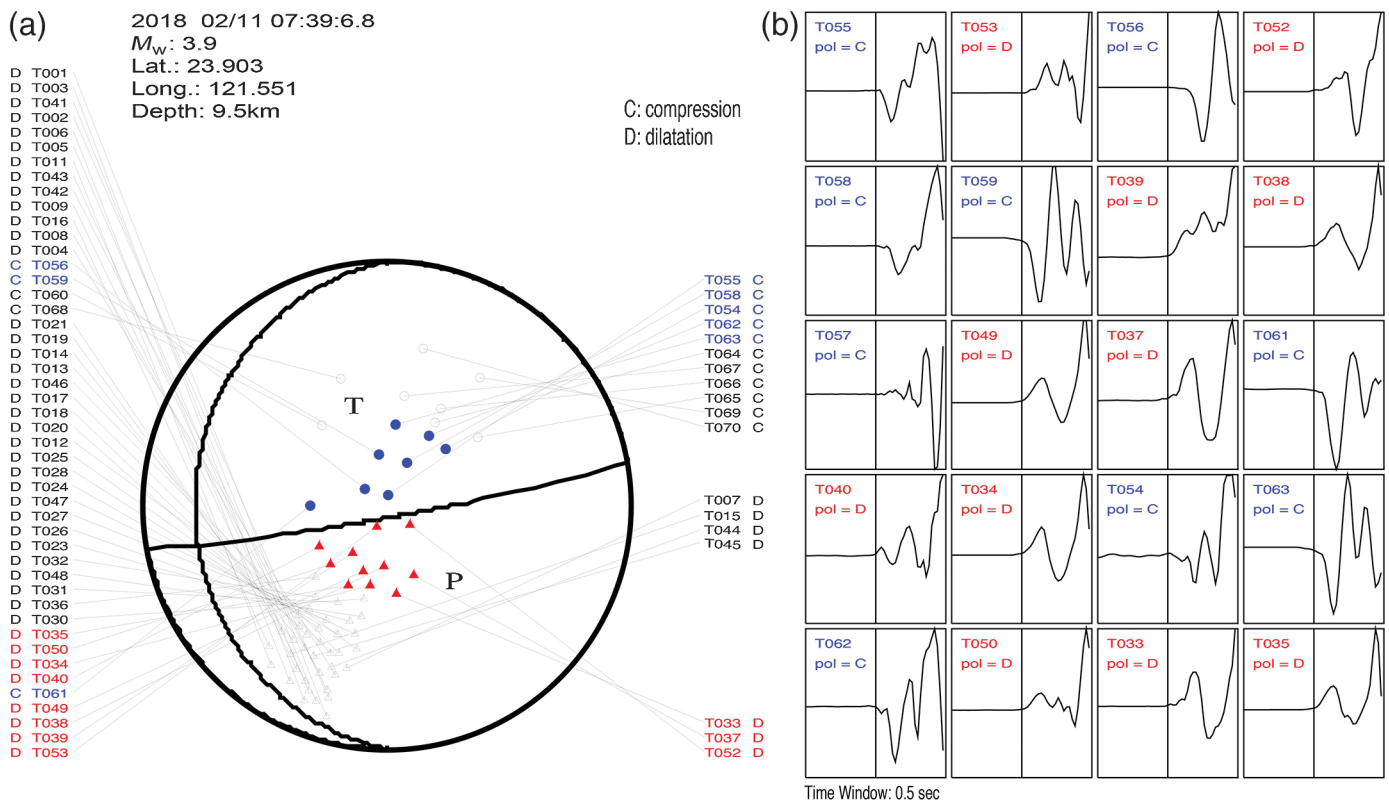 (a)
2018 02/11 07:39:6.8
Mw: 3.9
Lat.: 23.903
Long.: 121.551
Depth: 9.5km
C: compression
D: dilatation
D T001
D T003
D T041
D T002
D T006
D T005
D T011
D T043
D T042
D T009
D T016
D T008
D T004
C T056
C T059
C T060
C T068
D T021
D T019
D T014
D T013
D T046
D T017
D T018
D T020
D T012
D T025
D T028
D T024
D T047
D T027
D T026
D T023
D T032
D T048
D T031
D T036
D T030
D T035
D T050
D T034
D T040
C T061
D T049
D T038
D T039
D T053
T
P
T055 C
T058 C
T054 C
T062 C
T063 C
T064 C
T067 C
T066 C
T065 C
T069 C
T070 C
T007 D
T015 D
T044 D
T045 D
T033 D
T037 D
T052 D
(b)
T055
pol = C
T053
pol = D
T056
pol = C
T052
pol = D
T058
pol = C
T059
pol = C
T039
pol = D
T038
pol = D
T057
pol = C
T049
pol = D
T037
pol = D
T061
pol = C
T040
pol = D
T034
pol = D
T054
pol = C
T063
pol = C
T062
pol = C
T050
pol = D
T033
pol = D
T035
pol = D
Time Window: 0.5 sec